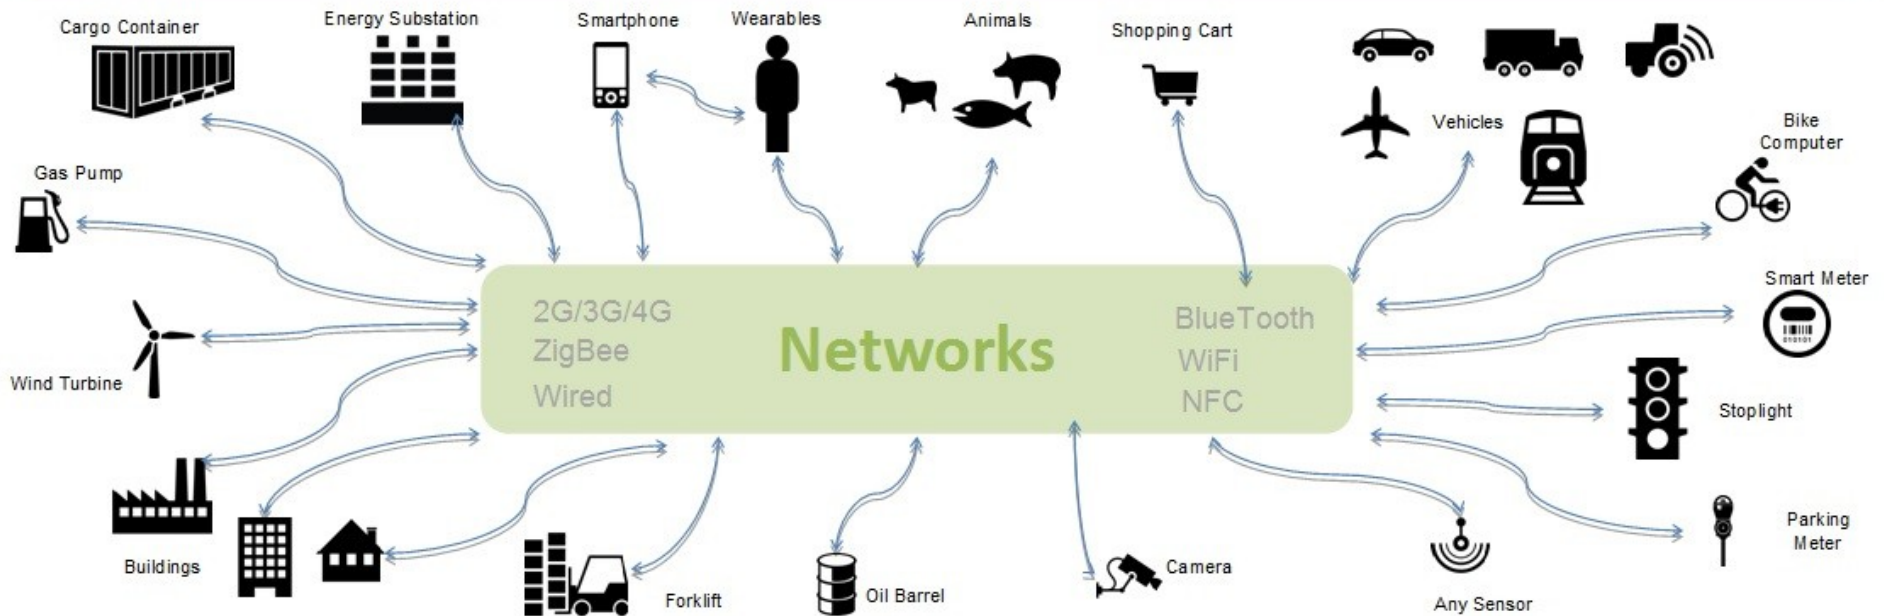 Cargo Container
Energy Substation
Smartphone
Wearables
Animals
Shopping Cart
Vehicles
Bike
Computer
Gas Pump
Smart Meter
2G/3G/4G
ZigBee
Wired
Networks
BlueTooth
WiFi
NFC
Wind Turbine
Stoplight
Buildings
Forklift
Oil Barrel
Camera
Any Sensor
Parking
Meter
010101